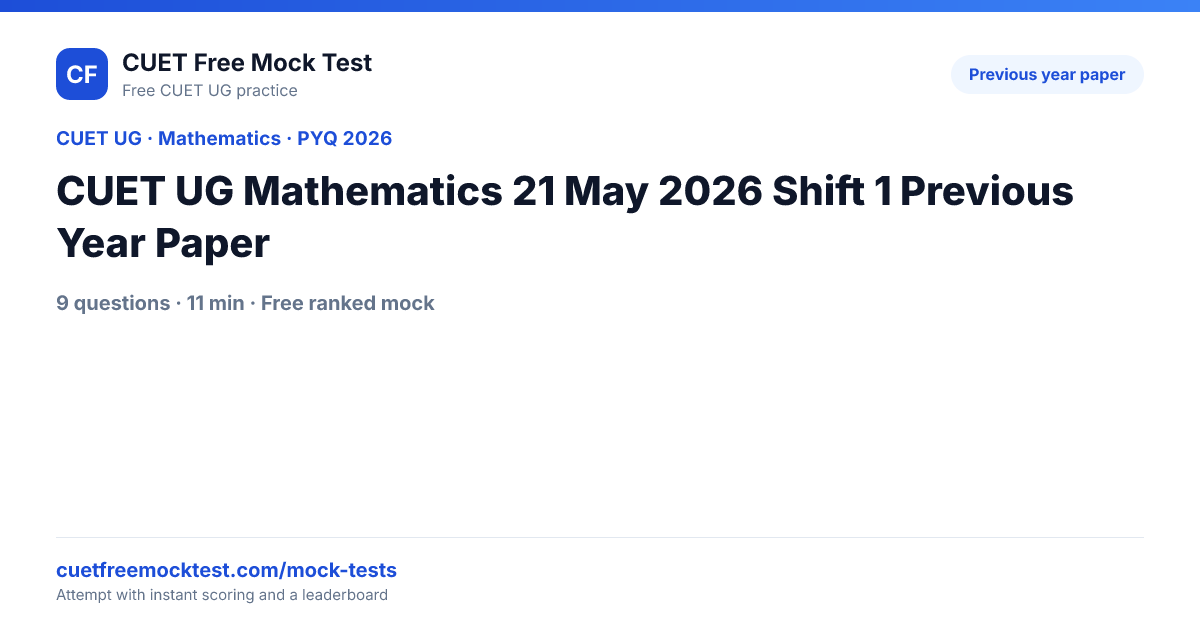 CF
CUET Free Mock Test
Free CUET UG practice
Previous year paper
CUET UG · Mathematics · PYQ 2026
CUET UG Mathematics 21 May 2026 Shift 1 Previous
Year Paper
9 questions · 11 min · Free ranked mock
cuetfreemocktest.com/mock-tests
Attempt with instant scoring and a leaderboard